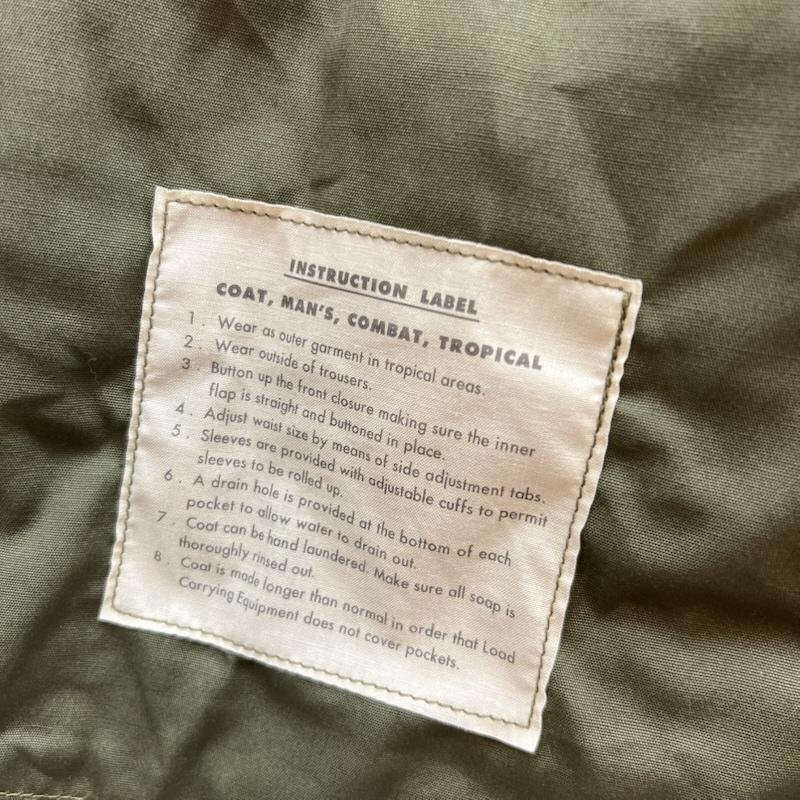 INSTRUCTION LABEL
COAT, MAN'S, COMBAT, TROPICAL
1. Wear as outer garment in tropical areas.
2. Wear outside of trousers.
3. Button up the front closure making sure the inner
flap is straight and buttoned in place.
4. Adjust waist size by means of side adjustment tabs.
5. Sleeves are provided with adjustable cuffs to permit
sleeves to be rolled up.
6. A drain hole is provided at the bottom of each
pocket to allow water to drain out.
7. Coat can be hand laundered. Make sure all soap is
thoroughly rinsed out.
8. Coat is made longer than normal in order that Load
Carrying Equipment does not cover pockets.